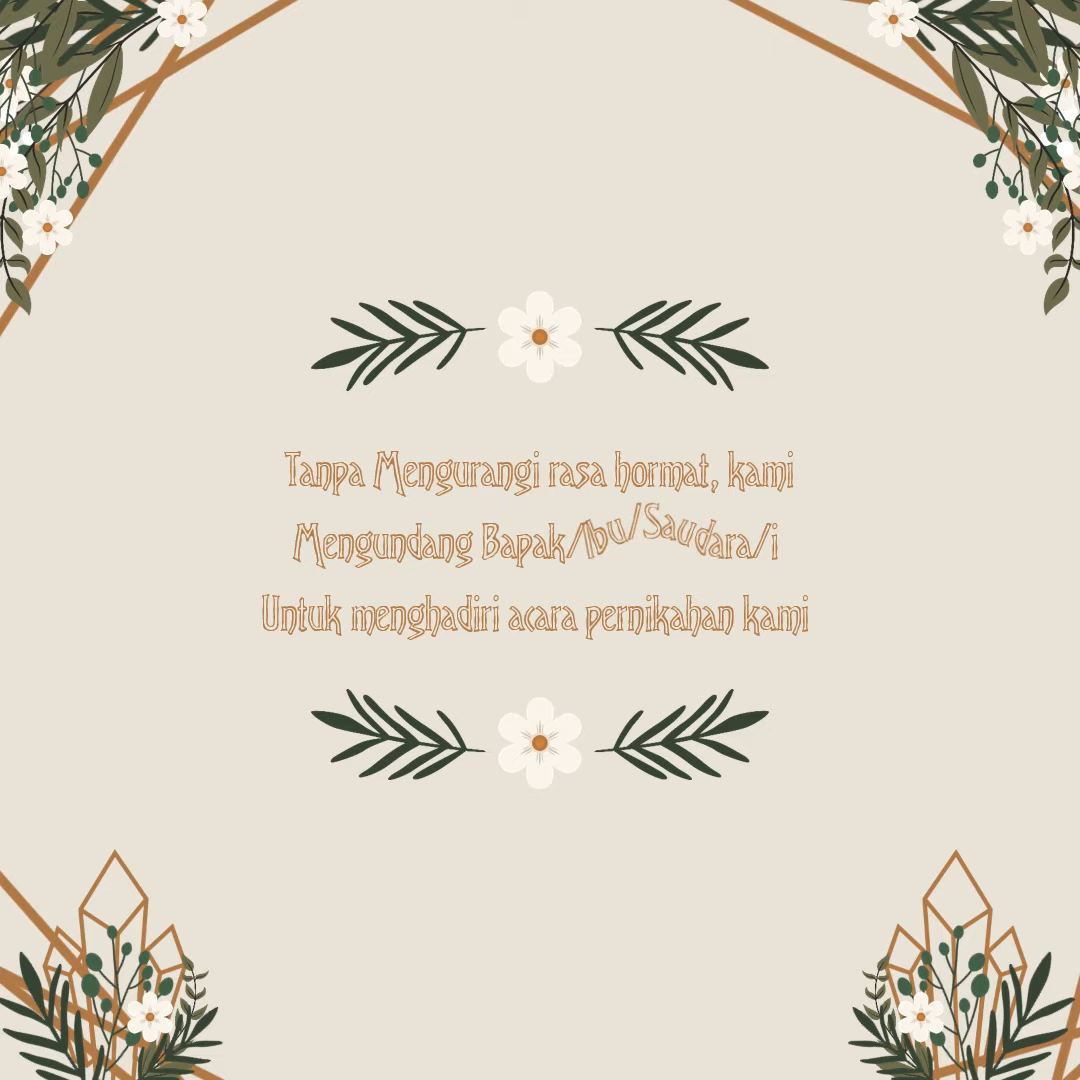 Tanpa Mengurangi rasa hormat, kami
Mengundang Bapak/Ibu/Saudara/i
Untuk menghadiri acara pernikahan kami